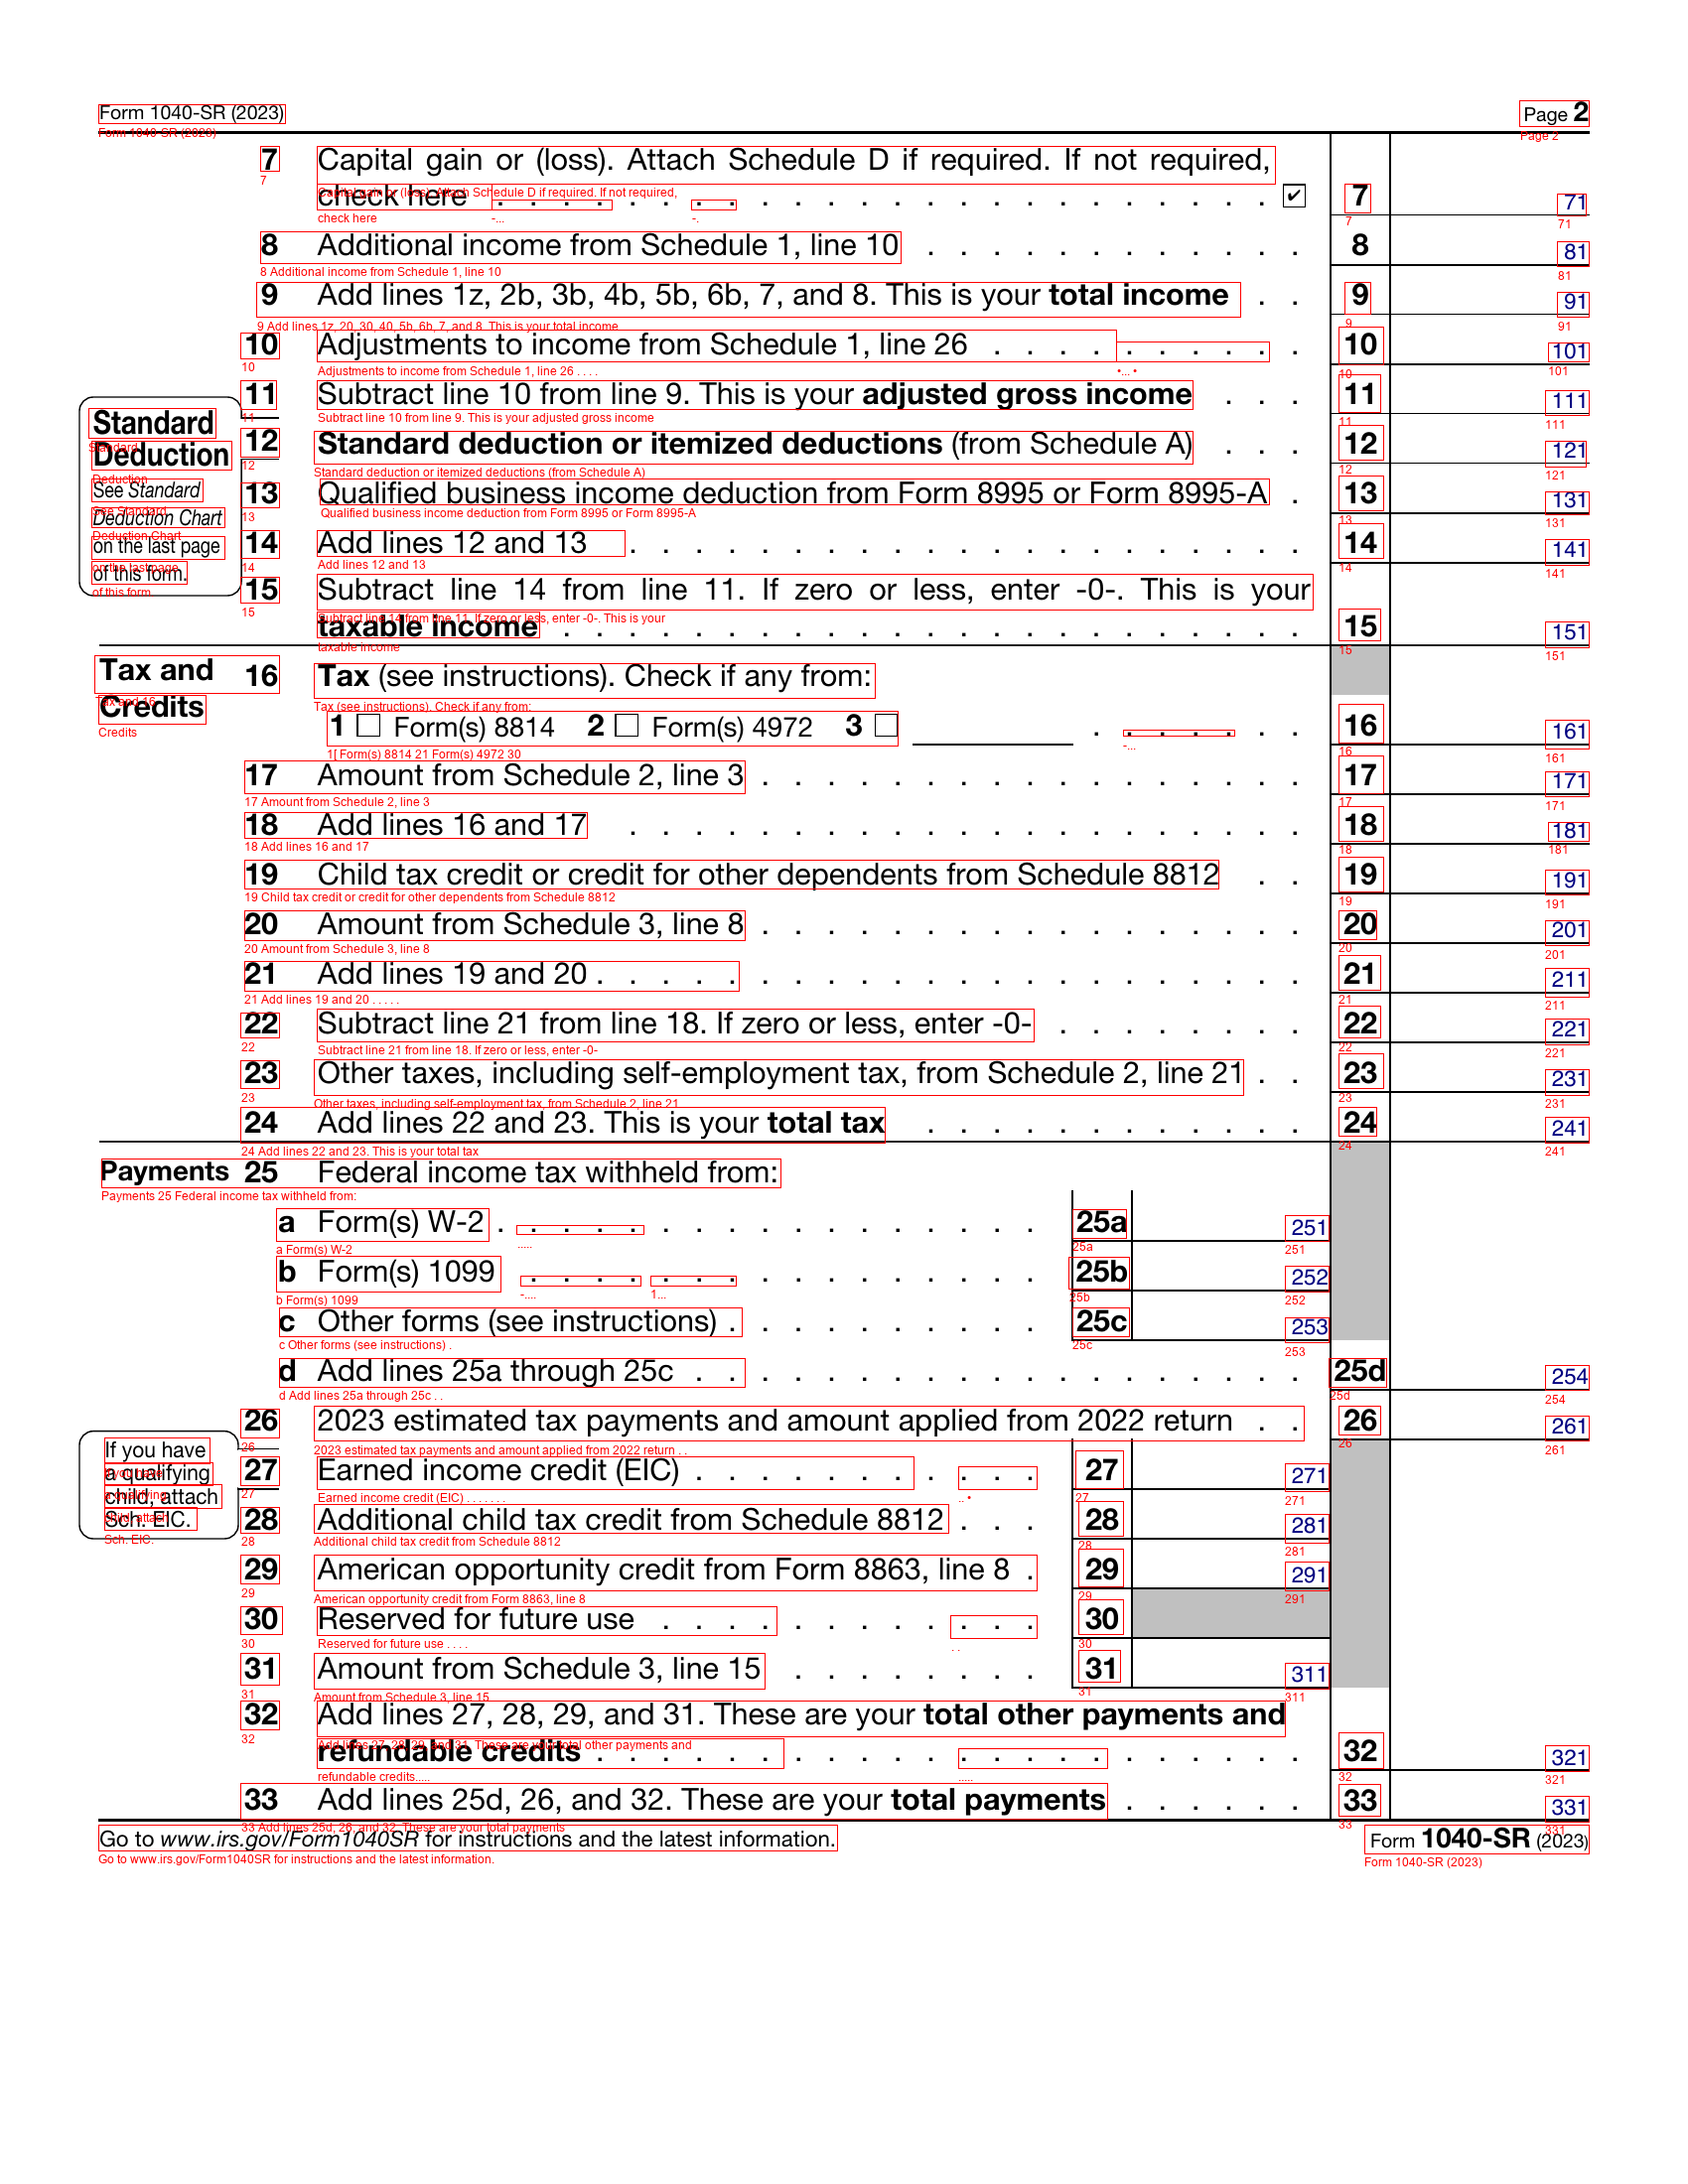 Form 1040-SR (2023) Page 2
7 Capital gain or (loss). Attach Schedule D if required. If not required,
check here . . . . . . . . . . . . . . . . . . . . . . . . ✔ 7 71
8 Additional income from Schedule 1, line 10 . . . . . . . . . . . . 8 81
9 Add lines 1z, 2b, 3b, 4b, 5b, 6b, 7, and 8. This is your total income . . 9 91
10 Adjustments to income from Schedule 1, line 26 . . . . . . . . . . 10 101
11 Subtract line 10 from line 9. This is your adjusted gross income . . . 11 111
Standard
Deduction
See Standard
Deduction Chart
on the last page
of this form.
12 Standard deduction or itemized deductions (from Schedule A) . . . 12 121
13 Qualified business income deduction from Form 8995 or Form 8995-A . 13 131
14 Add lines 12 and 13 . . . . . . . . . . . . . . . . . . . . . 14 141
15 Subtract line 14 from line 11. If zero or less, enter -0-. This is your
taxable income . . . . . . . . . . . . . . . . . . . . . . . 15 151
Tax and
Credits
16 Tax (see instructions). Check if any from:
1 Form(s) 8814 2 Form(s) 4972 3 . . . . . . . 16 161
17 Amount from Schedule 2, line 3 . . . . . . . . . . . . . . . . . 17 171
18 Add lines 16 and 17 . . . . . . . . . . . . . . . . . . . . . 18 181
19 Child tax credit or credit for other dependents from Schedule 8812 . . 19 191
20 Amount from Schedule 3, line 8 . . . . . . . . . . . . . . . . . 20 201
21 Add lines 19 and 20 . . . . . . . . . . . . . . . . . . . . . . 21 211
22 Subtract line 21 from line 18. If zero or less, enter -0- . . . . . . . . 22 221
23 Other taxes, including self-employment tax, from Schedule 2, line 21 . . 23 231
24 Add lines 22 and 23. This is your total tax . . . . . . . . . . . . 24 241
Payments 25 Federal income tax withheld from:
a Form(s) W-2 . . . . . . . . . . . . . . . . . 25a 251
b Form(s) 1099 . . . . . . . . . . . . . . . . 25b 252
c Other forms (see instructions) . . . . . . . . . . 25c 253
d Add lines 25a through 25c . . . . . . . . . . . . . . . . . . . 25d 254
26 2023 estimated tax payments and amount applied from 2022 return . . 26 261
If you have
a qualifying
child, attach
Sch. EIC.
27 Earned income credit (EIC) . . . . . . . . . . . 27 271
28 Additional child tax credit from Schedule 8812 . . . 28 281
29 American opportunity credit from Form 8863, line 8 . 29 291
30 Reserved for future use . . . . . . . . . . . . 30
31 Amount from Schedule 3, line 15 . . . . . . . . 31 311
32 Add lines 27, 28, 29, and 31. These are your total other payments and
refundable credits . . . . . . . . . . . . . . . . . . . . . . 32 321
33 Add lines 25d, 26, and 32. These are your total payments . . . . . . 33 331
Go to www.irs.gov/Form1040SR for instructions and the latest information. Form 1040-SR (2023)